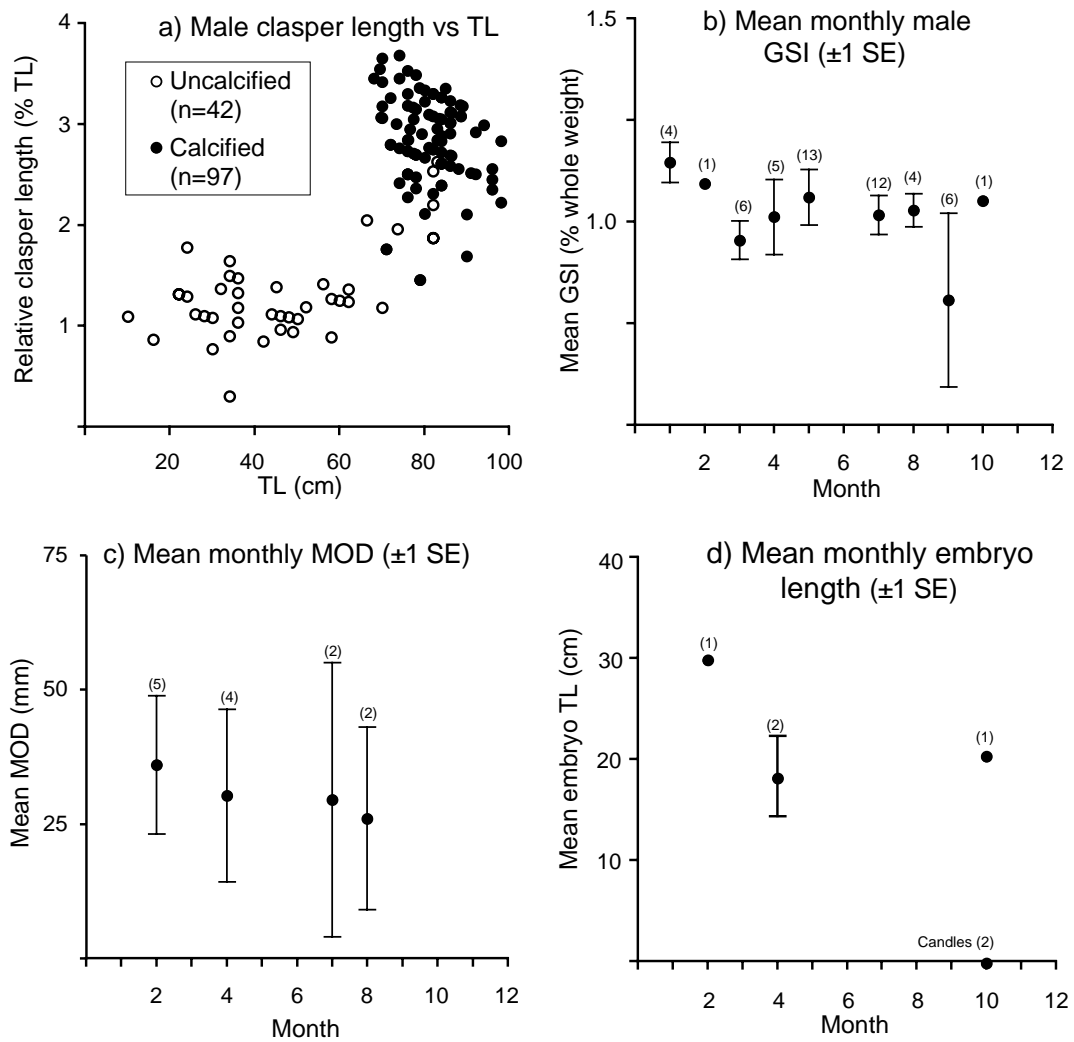 a) Male clasper length vs TL
Uncalcified
(n=42)
Calcified
(n=97)
Relative clasper length (% TL)
4
3
2
1
20
40
60
80
100
TL (cm)
b) Mean monthly male
GSI (±1 SE)
Mean GSI (% whole weight)
1.5
1.0
(4)
(1)
(6)
(5)
(13)
(12)
(4)
(6)
(1)
2
4
6
8
10
12
Month
c) Mean monthly MOD (±1 SE)
Mean MOD (mm)
75
50
25
(5)
(4)
(2)
(2)
2
4
6
8
10
12
Month
d) Mean monthly embryo
length (±1 SE)
Mean embryo TL (cm)
40
30
20
10
(1)
(2)
(1)
Candles (2)
2
4
6
8
10
12
Month